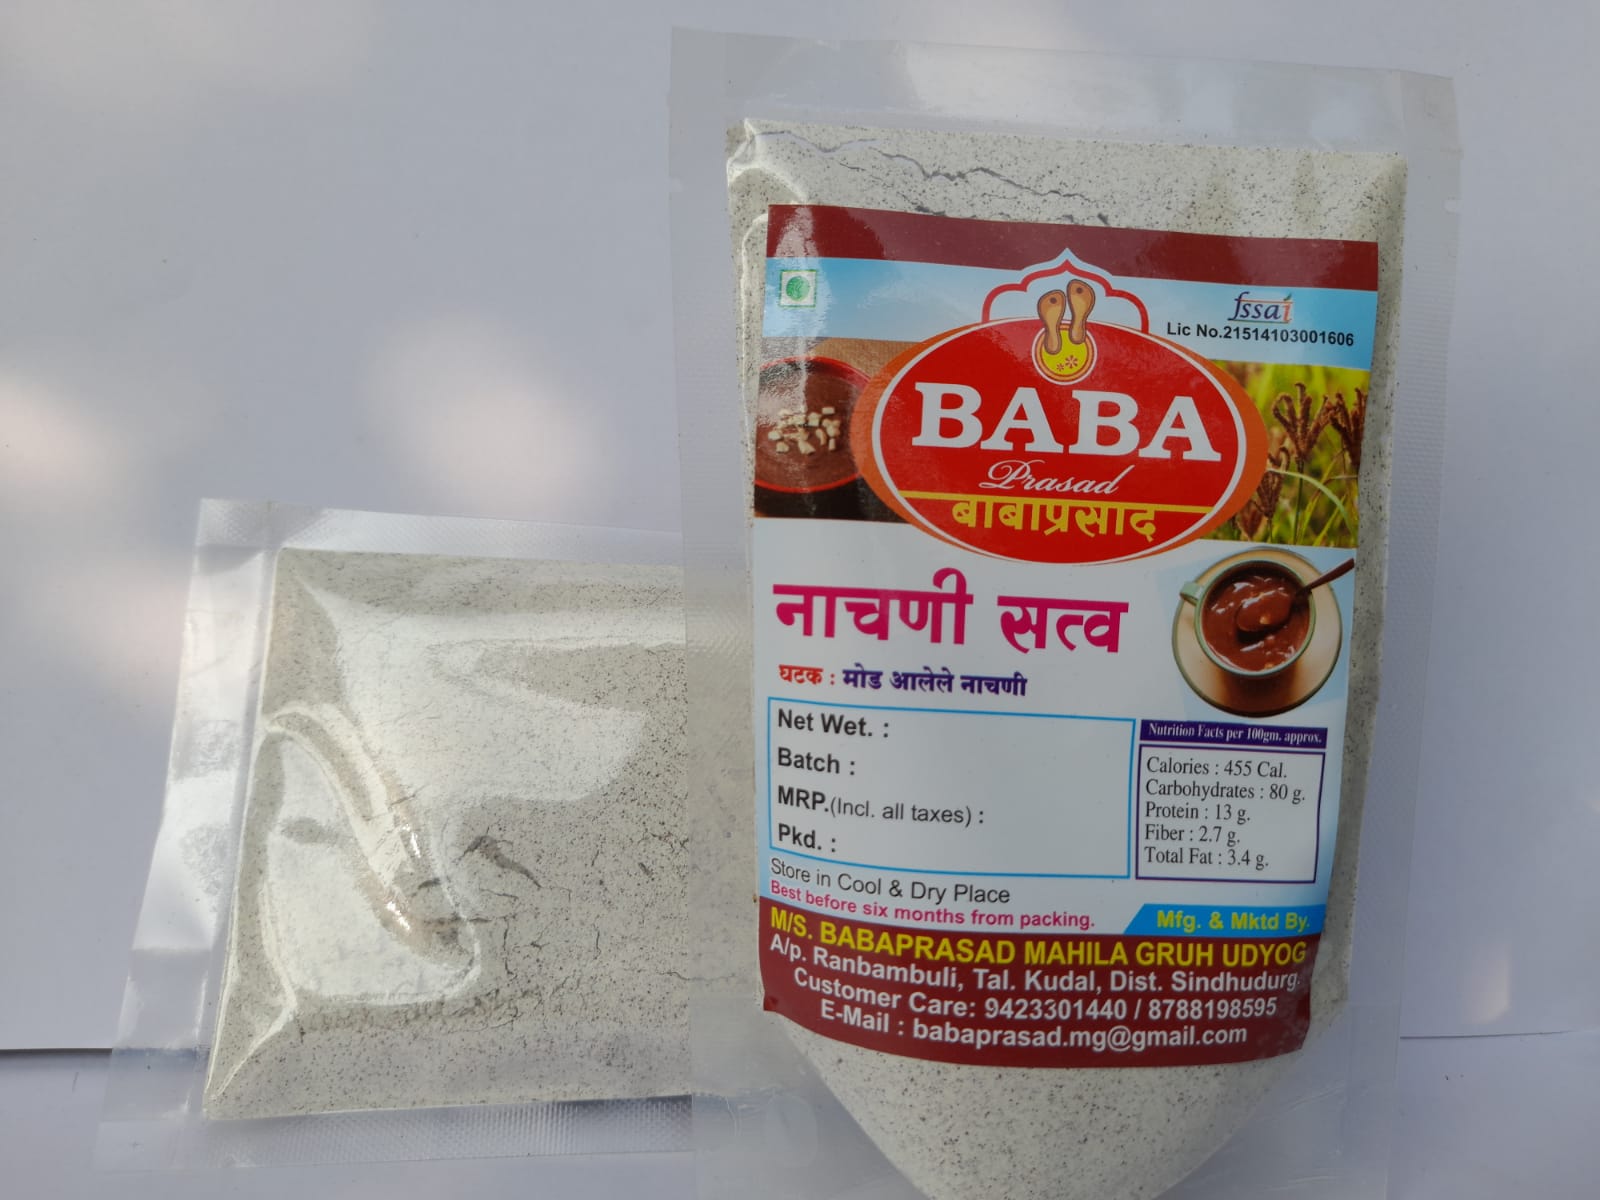 fssai
Lic No.21514103001606
BABA
Prasad
बाबाप्रसाद
नाचणी सत्व
घटक : मोड आलेले नाचणी
Net Wet. :
Batch :
MRP.(Incl. all taxes) :
Pkd. :
Nutrition Facts per 100gm. approx.
Calories : 455 Cal.
Carbohydrates : 80 g.
Protein : 13 g.
Fiber : 2.7 g.
Total Fat : 3.4 g.
Store in Cool & Dry Place
Best before six months from packing.
Mfg. & Mktd By.
M/S. BABAPRASAD MAHILA GRUH UDYOG
A/p. Ranbambuli, Tal. Kudal, Dist. Sindhudurg.
Customer Care: 9423301440 / 8788198595
E-Mail : babaprasad.mg@gmail.com